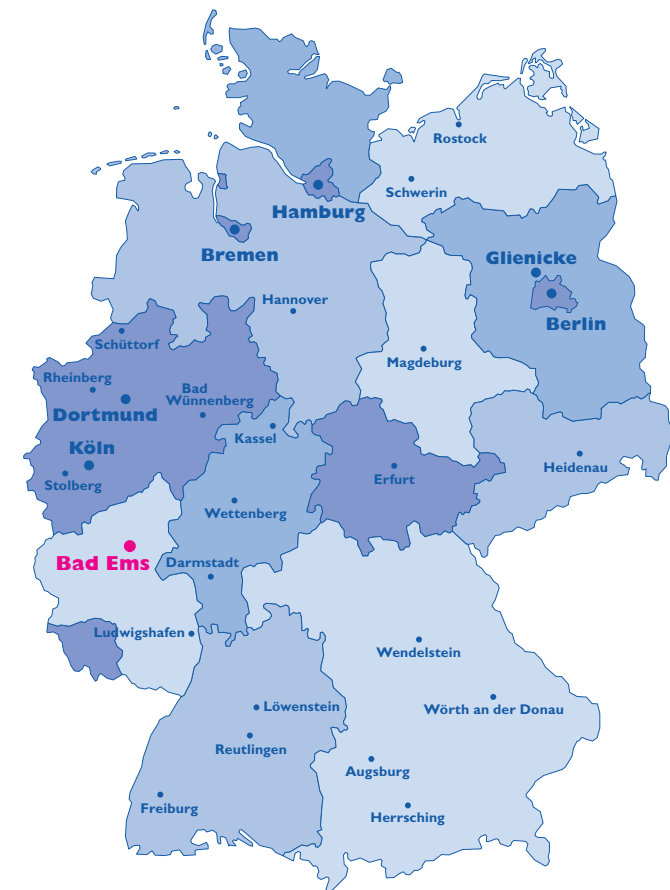 Rostock
Schwerin
Hamburg
Bremen
Glienicke
Hannover
Berlin
Schüttorf
Magdeburg
Rheinberg
Bad
Wünnenberg
Dortmund
Kassel
Köln
Heidenau
Stolberg
Erfurt
Wettenberg
Bad Ems
Darmstadt
Ludwigshafen
Wendelstein
Löwenstein
Wörth an der Donau
Reutlingen
Augsburg
Freiburg
Herrsching